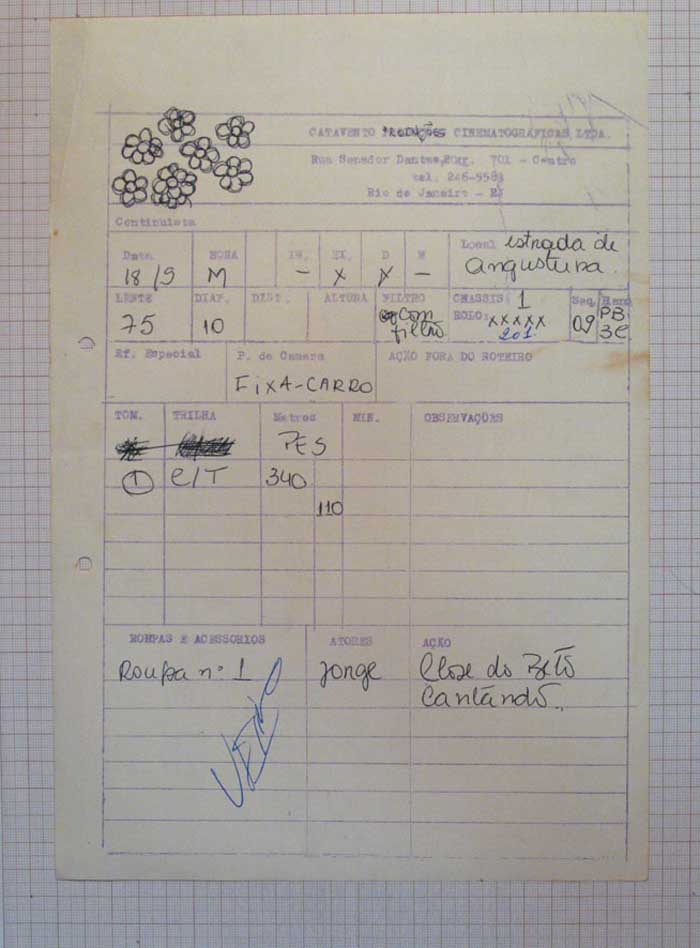 CATAVENTO PRODUÇÕES CINEMATOGRÁFICAS LTDA.
Rua Senador Dantas, 701 - Centro
tel. 246-5583
Rio de Janeiro - RJ
Continuista
Data HORA IN. EX. D N Local estrada de
18/9 M - X X - angustura.
LENTE DIAF. DIST. ALTURA FILTRO CHASSIS 1 Seq.
75 10 com filtro ROLO: XXXXX 09 PB
201 3C
Ef. Especial P. de Camera AÇÃO FORA DO ROTEIRO
FIXA-CARRO
TOM. TRILHA Metros MIN. OBSERVAÇÕES
PES
1 C/T 340
110
ROUPAS E ACESSORIOS ATORES AÇÃO
Roupa nº 1 Jorge Close do Beto
Cantando..